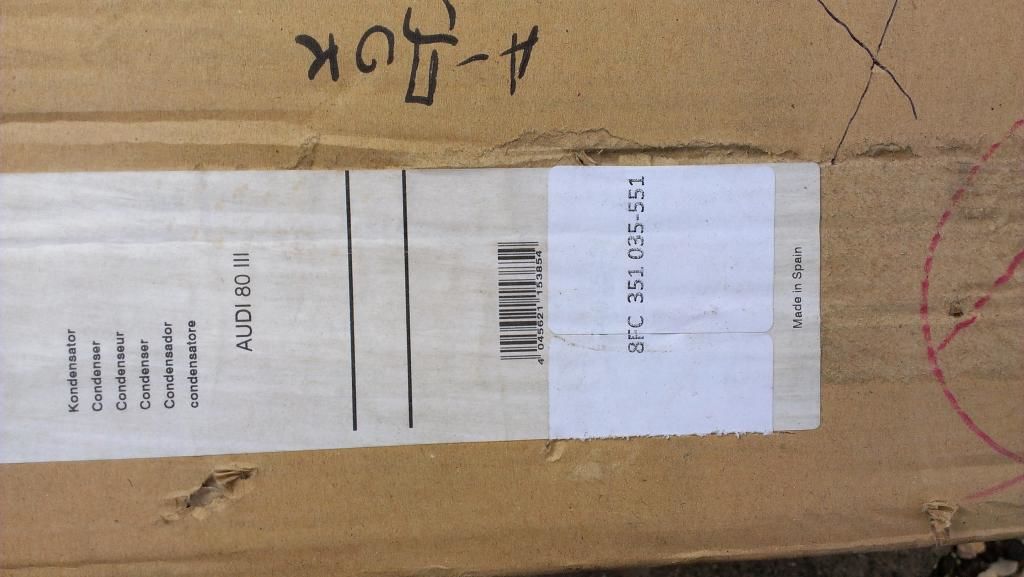 Kondensator
Condenser
Condenseur
Condenser
Condensador
condensatore
AUDI 80 III
4 045621 153854
8FC 351 035-551
Made in Spain